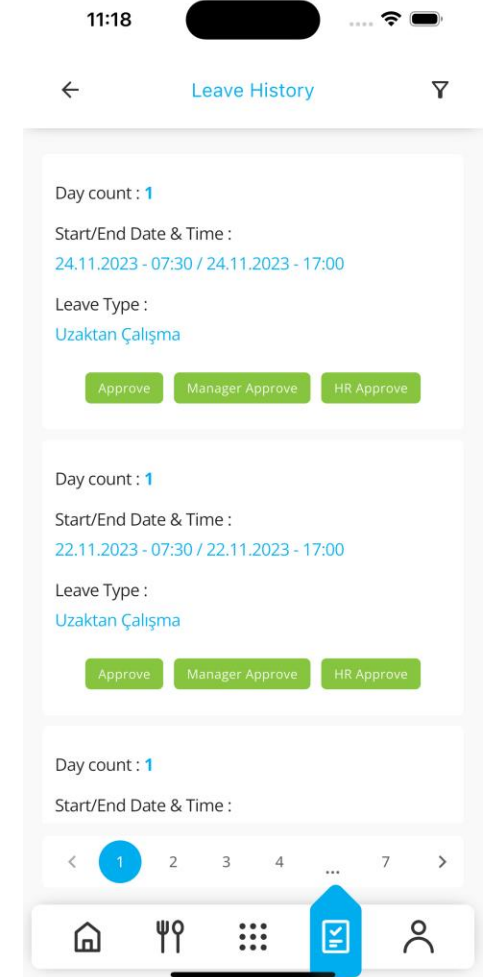 11:18
Leave History
Day count : 1
Start/End Date & Time :
24.11.2023 - 07:30 / 24.11.2023 - 17:00
Leave Type :
Uzaktan Çalışma
Approve Manager Approve HR Approve
Day count : 1
Start/End Date & Time :
22.11.2023 - 07:30 / 22.11.2023 - 17:00
Leave Type :
Uzaktan Çalışma
Approve Manager Approve HR Approve
Day count : 1
Start/End Date & Time :
< 1 2 3 4 ... 7 >